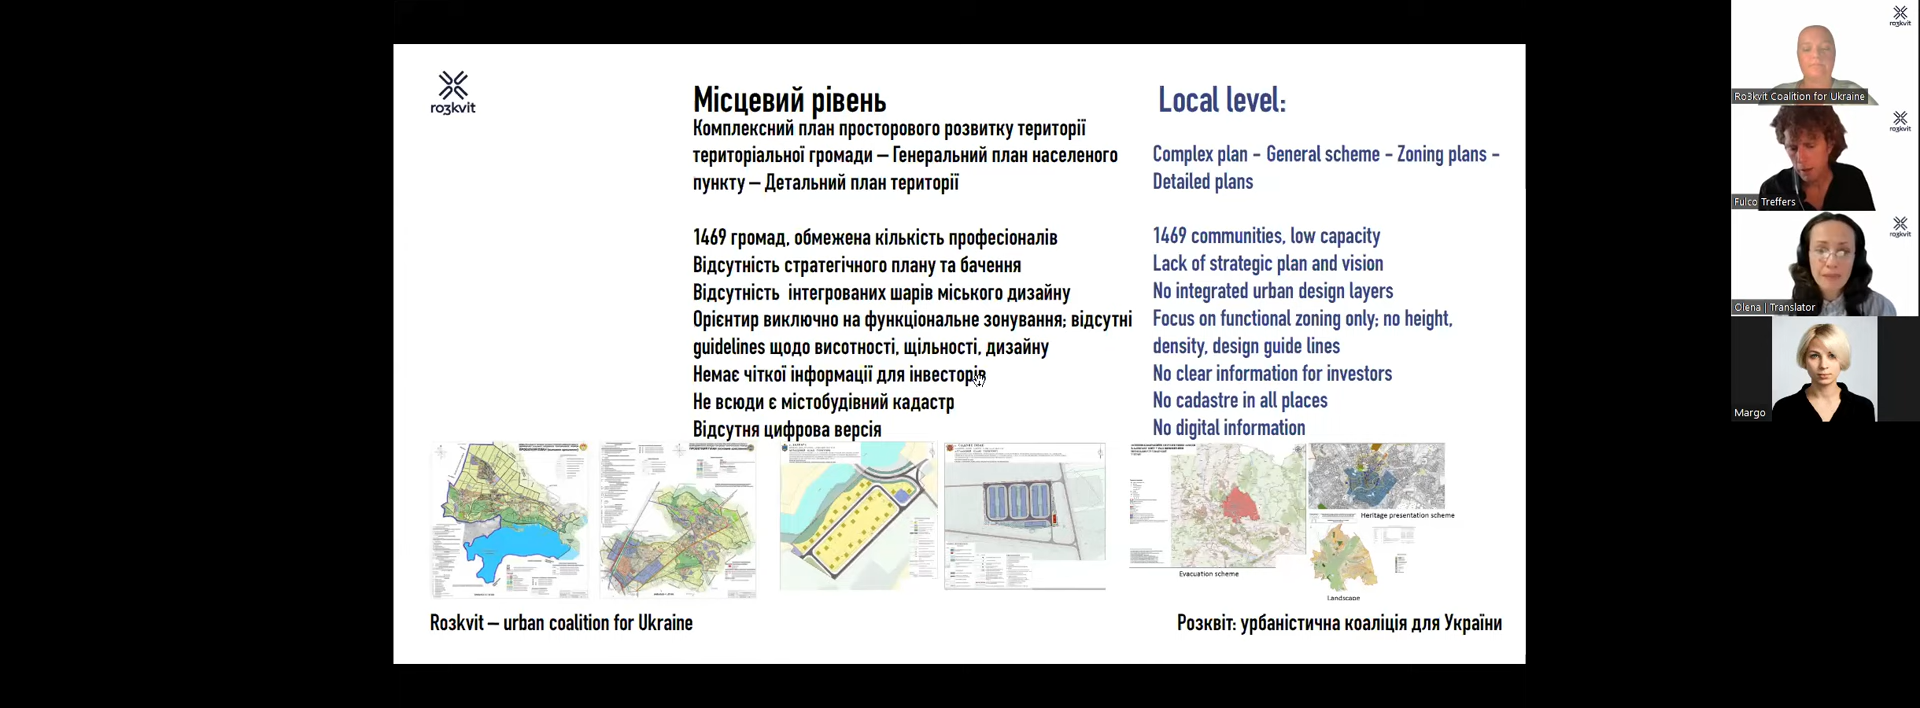 ro3kvit
Місцевий рівень
Комплексний план просторового розвитку території
територіальної громади – Генеральний план населеного
пункту – Детальний план території
1469 громад, обмежена кількість професіоналів
Відсутність стратегічного плану та бачення
Відсутність інтегрованих шарів міського дизайну
Орієнтир виключно на функціональне зонування; відсутні
guidelines щодо висотності, щільності, дизайну
Немає чіткої інформації для інвесторів
Не всюди є містобудівний кадастр
Відсутня цифрова версія
Local level:
Complex plan - General scheme - Zoning plans -
Detailed plans
1469 communities, low capacity
Lack of strategic plan and vision
No integrated urban design layers
Focus on functional zoning only; no height,
density, design guide lines
No clear information for investors
No cadastre in all places
No digital information
Evacuation scheme
Heritage presentation scheme
Landscape
Ro3kvit – urban coalition for Ukraine
Розквіт: урбаністична коаліція для України
ro3kvit
Ro3kvit Coalition for Ukraine
ro3kvit
Fulco Treffers
ro3kvit
Olena | Translator
Margo